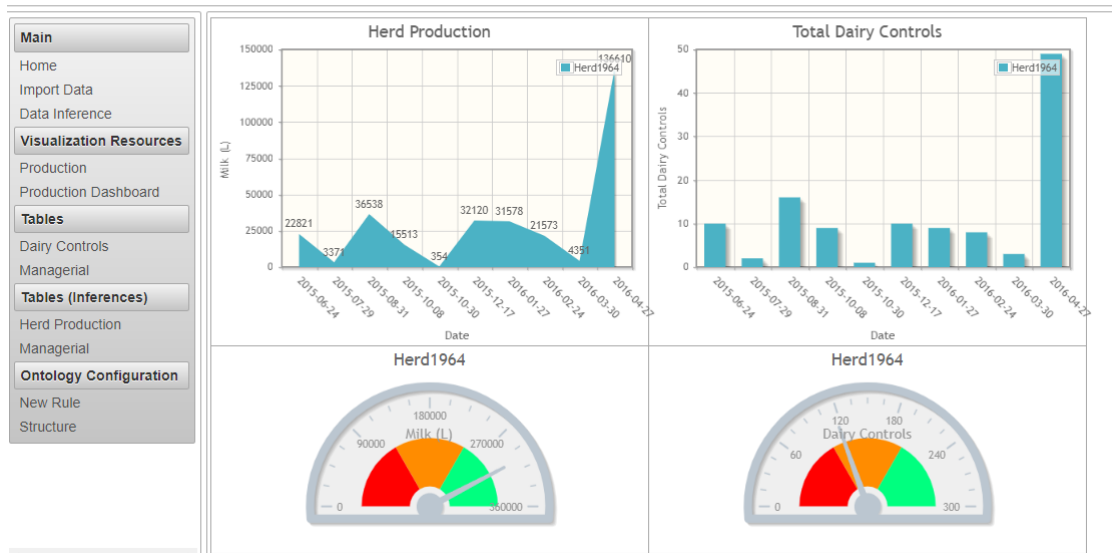 Main
Home
Import Data
Data Inference
Visualization Resources
Production
Production Dashboard
Tables
Dairy Controls
Managerial
Tables (Inferences)
Herd Production
Managerial
Ontology Configuration
New Rule
Structure
Herd Production
150000
125000
100000
75000
50000
25000
0
Milk (L)
136610
Herd1964
22821
3371
36538
15513
354
32120
31578
21573
4351
2015-06-24
2015-07-29
2015-08-31
2015-10-08
2015-10-30
2015-12-17
2016-01-27
2016-02-24
2016-03-30
2016-04-27
Date
Total Dairy Controls
50
40
30
20
10
0
Total Dairy Controls
Herd1964
2015-06-24
2015-07-29
2015-08-31
2015-10-08
2015-10-30
2015-12-17
2016-01-27
2016-02-24
2016-03-30
2016-04-27
Date
Herd1964
180000
Milk (L)
90000
270000
0
360000
Herd1964
120
180
Dairy Controls
60
240
0
300